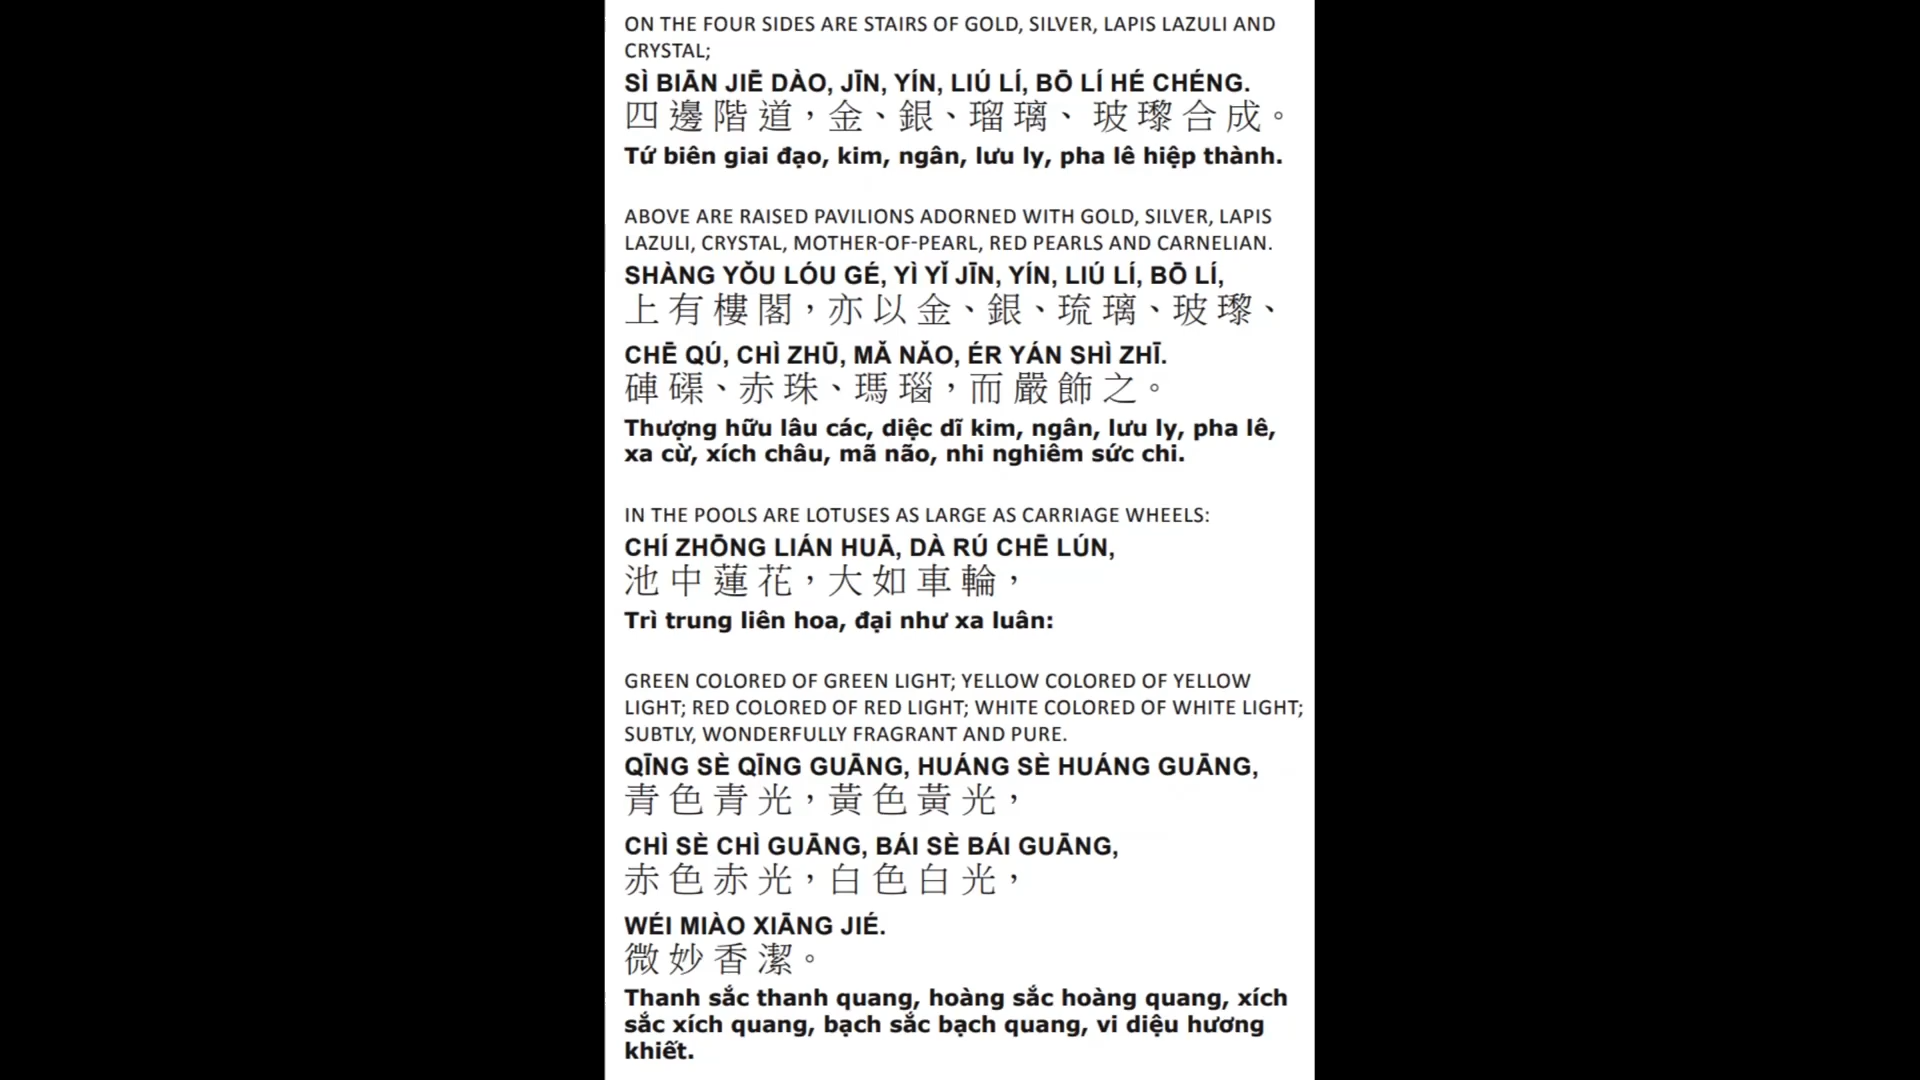 ON THE FOUR SIDES ARE STAIRS OF GOLD, SILVER, LAPIS LAZULI AND
CRYSTAL;
SÌ BIĀN JIĒ DÀO, JĪN, YÍN, LIÚ LÍ, BŌ LÍ HÉ CHÉNG.
四邊階道，金、銀、瑠璃、玻瓈合成。
Tứ biên giai đạo, kim, ngân, lưu ly, pha lê hiệp thành.
ABOVE ARE RAISED PAVILIONS ADORNED WITH GOLD, SILVER, LAPIS
LAZULI, CRYSTAL, MOTHER-OF-PEARL, RED PEARLS AND CARNELIAN.
SHÀNG YǑU LÓU GÉ, YÌ YǏ JĪN, YÍN, LIÚ LÍ, BŌ LÍ,
上有樓閣，亦以金、銀、琉璃、玻瓈、
CHĒ QÚ, CHÌ ZHŪ, MǍ NǍO, ÉR YÁN SHÌ ZHĪ.
硨磲、赤珠、瑪瑙，而嚴飾之。
Thượng hữu lâu các, diệc dĩ kim, ngân, lưu ly, pha lê,
xa cừ, xích châu, mã não, nhi nghiêm sức chi.
IN THE POOLS ARE LOTUSES AS LARGE AS CARRIAGE WHEELS:
CHÍ ZHŌNG LIÁN HUĀ, DÀ RÚ CHĒ LÚN,
池中蓮花，大如車輪，
Trì trung liên hoa, đại như xa luân:
GREEN COLORED OF GREEN LIGHT; YELLOW COLORED OF YELLOW
LIGHT; RED COLORED OF RED LIGHT; WHITE COLORED OF WHITE LIGHT;
SUBTLY, WONDERFULLY FRAGRANT AND PURE.
QĪNG SÈ QĪNG GUĀNG, HUÁNG SÈ HUÁNG GUĀNG,
青色青光，黃色黃光，
CHÌ SÈ CHÌ GUĀNG, BÁI SÈ BÁI GUĀNG,
赤色赤光，白色白光，
WÉI MIÀO XIĀNG JIÉ.
微妙香潔。
Thanh sắc thanh quang, hoàng sắc hoàng quang, xích
sắc xích quang, bạch sắc bạch quang, vi diệu hương
khiết.